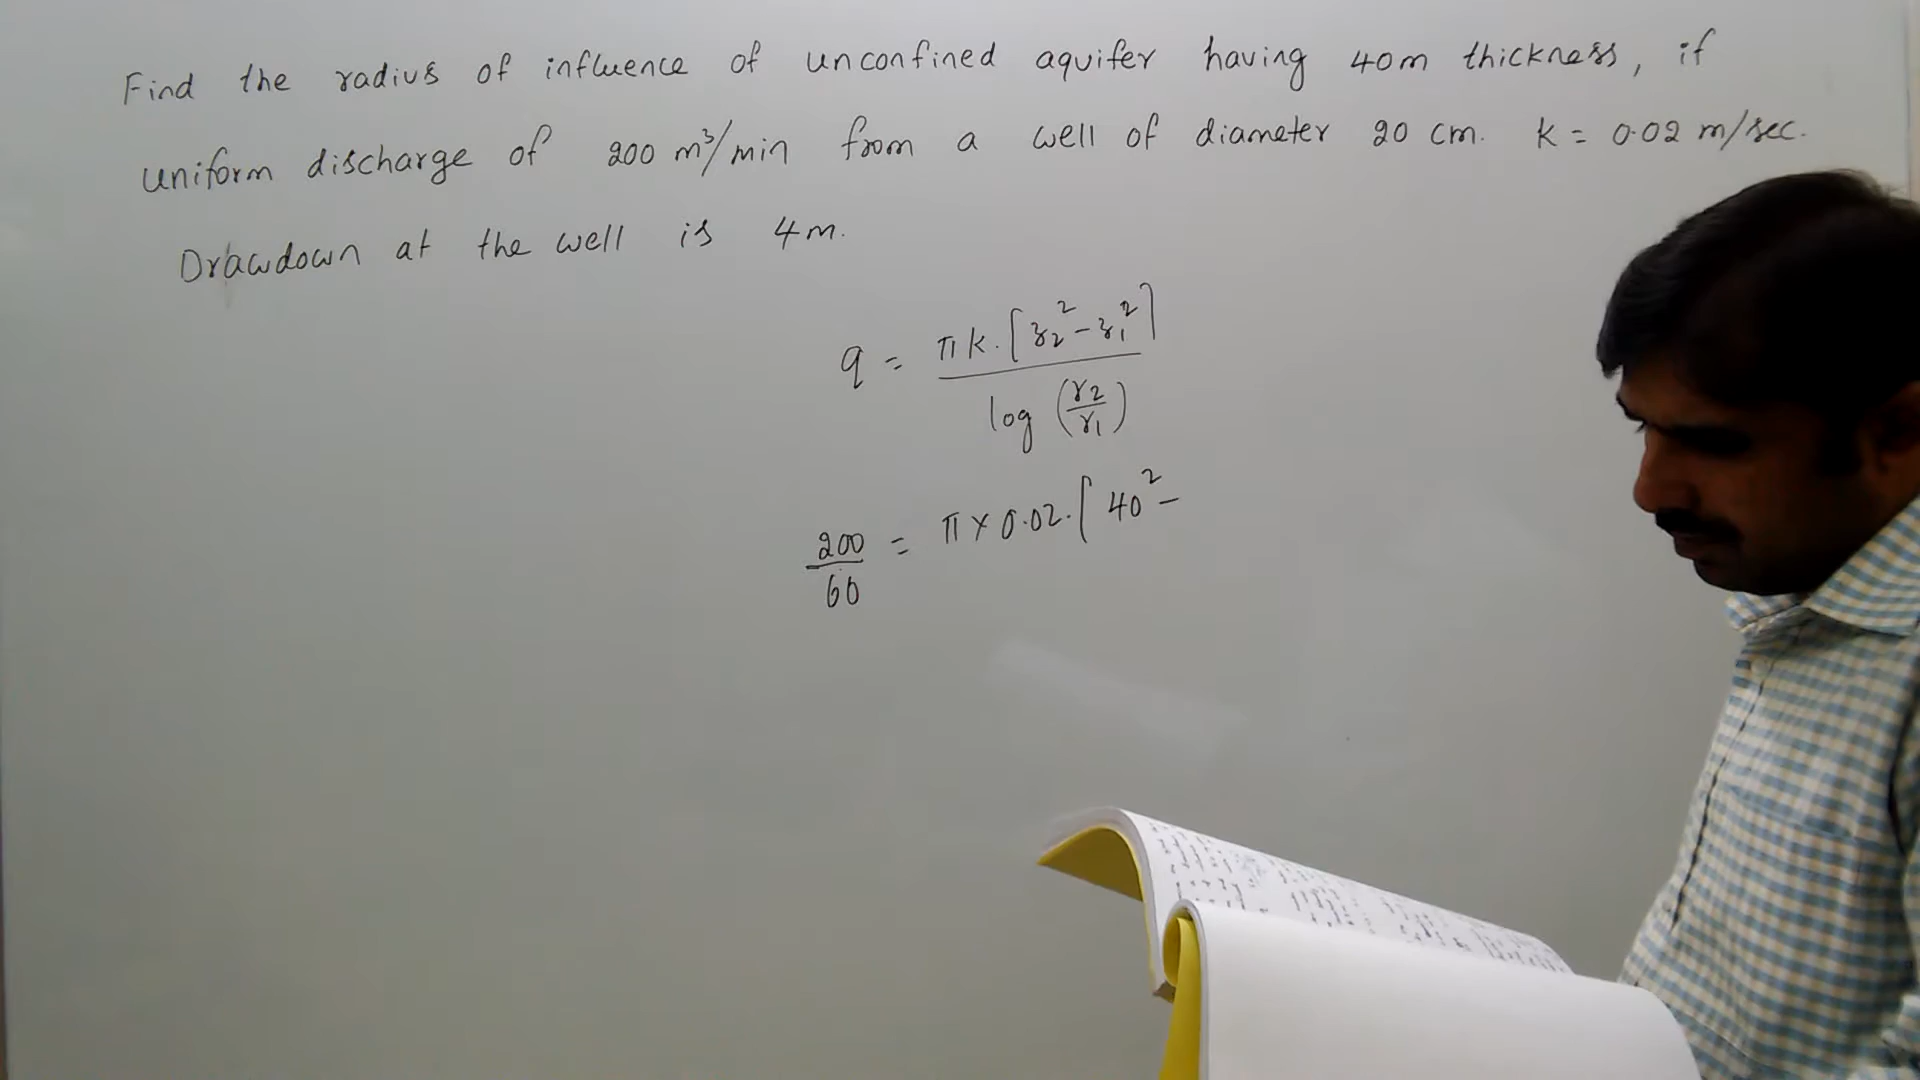 Find the radius of influence of unconfined aquifer having 40m thickness, if
uniform discharge of 200 m³/min from a well of diameter 20 cm. k = 0.02 m/sec.
Drawdown at the well is 4m.
q = πk.[z₂² - z₁²] / log (r₂/r₁)
200/60 = π × 0.02.[40² -